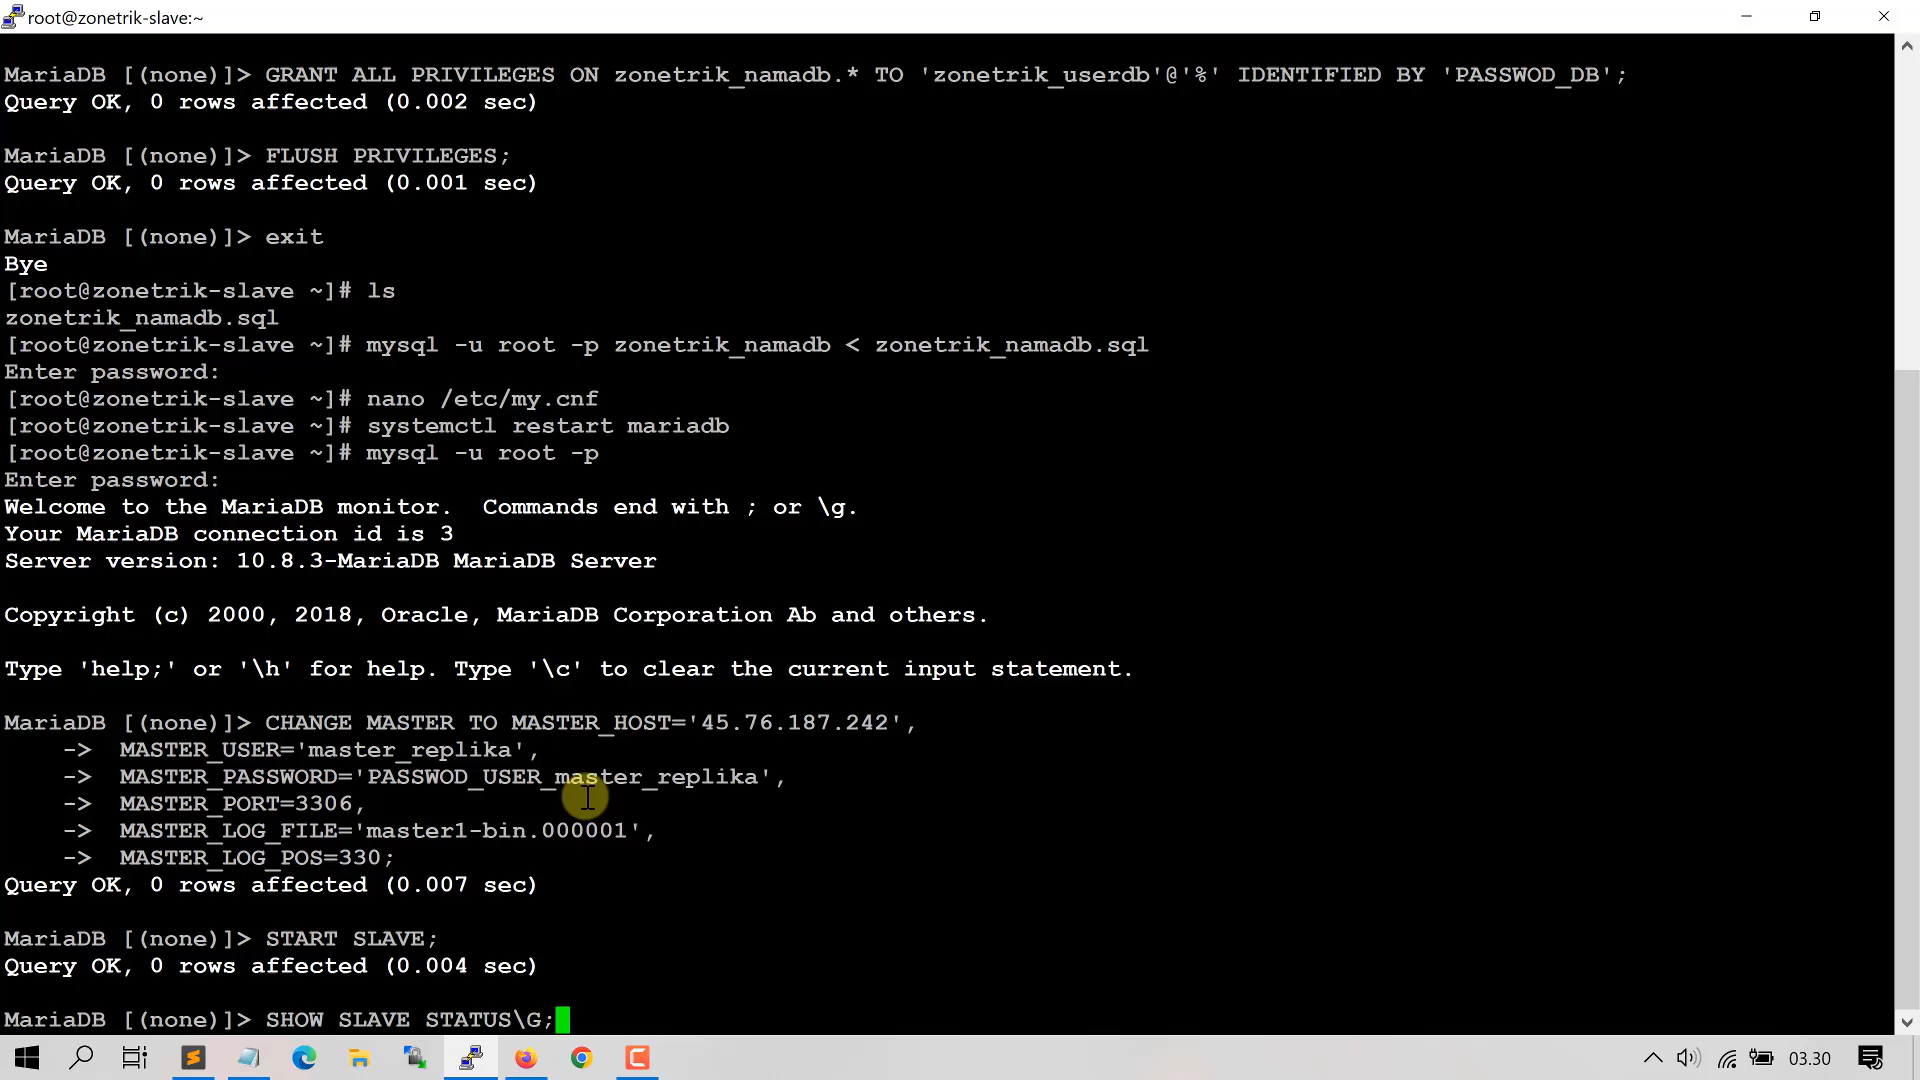 root@zonetrik-slave:~
MariaDB [(none)]> GRANT ALL PRIVILEGES ON zonetrik_namadb.* TO 'zonetrik_userdb'@'%' IDENTIFIED BY 'PASSWOD_DB';
Query OK, 0 rows affected (0.002 sec)
MariaDB [(none)]> FLUSH PRIVILEGES;
Query OK, 0 rows affected (0.001 sec)
MariaDB [(none)]> exit
Bye
[root@zonetrik-slave ~]# ls
zonetrik_namadb.sql
[root@zonetrik-slave ~]# mysql -u root -p zonetrik_namadb < zonetrik_namadb.sql
Enter password:
[root@zonetrik-slave ~]# nano /etc/my.cnf
[root@zonetrik-slave ~]# systemctl restart mariadb
[root@zonetrik-slave ~]# mysql -u root -p
Enter password:
Welcome to the MariaDB monitor.  Commands end with ; or \g.
Your MariaDB connection id is 3
Server version: 10.8.3-MariaDB MariaDB Server
Copyright (c) 2000, 2018, Oracle, MariaDB Corporation Ab and others.
Type 'help;' or '\h' for help. Type '\c' to clear the current input statement.
MariaDB [(none)]> CHANGE MASTER TO MASTER_HOST='45.76.187.242',
    ->  MASTER_USER='master_replika',
    ->  MASTER_PASSWORD='PASSWOD_USER_master_replika',
    ->  MASTER_PORT=3306,
    ->  MASTER_LOG_FILE='master1-bin.000001',
    ->  MASTER_LOG_POS=330;
Query OK, 0 rows affected (0.007 sec)
MariaDB [(none)]> START SLAVE;
Query OK, 0 rows affected (0.004 sec)
MariaDB [(none)]> SHOW SLAVE STATUS\G;
03.30